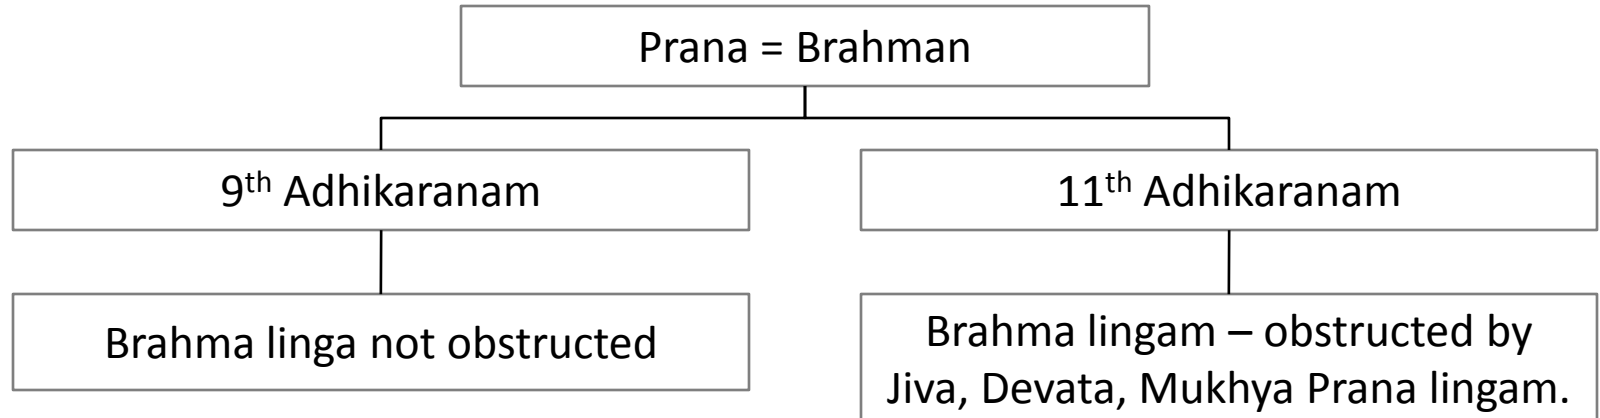 Prana = Brahman
9th Adhikaranam
11th Adhikaranam
Brahma linga not obstructed
Brahma lingam – obstructed by
Jiva, Devata, Mukhya Prana lingam.